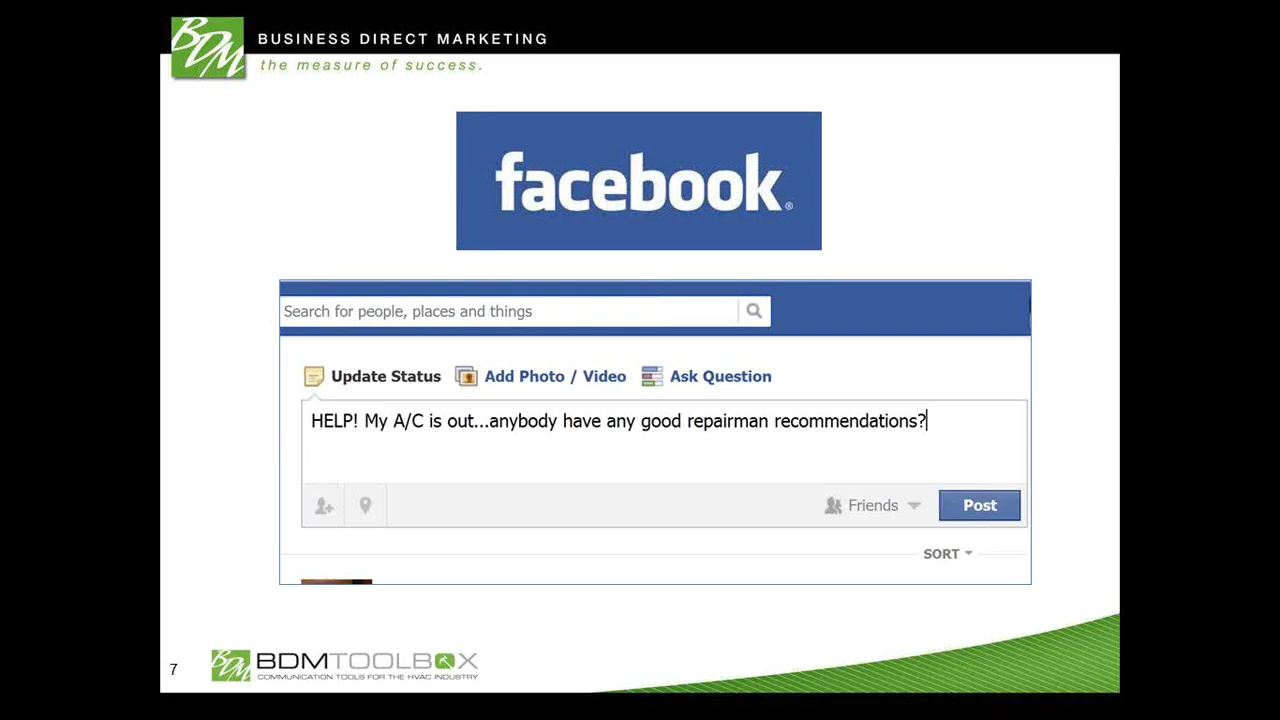 BDM
BUSINESS DIRECT MARKETING
the measure of success.
facebook®
Search for people, places and things
Update Status Add Photo / Video Ask Question
HELP! My A/C is out...anybody have any good repairman recommendations?
Friends Post
SORT
7
BDM BDMTOOLBOX
COMMUNICATION TOOLS FOR THE HVAC INDUSTRY